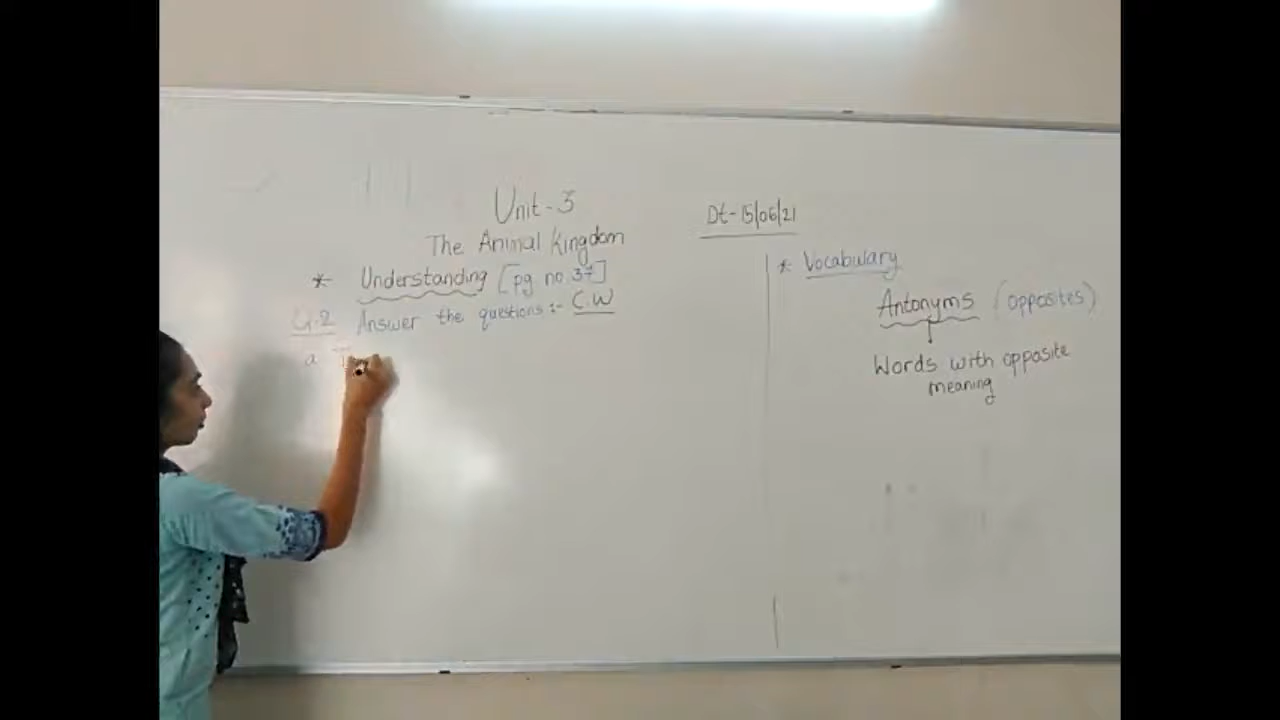 Unit-3
The Animal Kingdom
Dt-15/06/21
*- Understanding [pg no.37]
Answer the questions:- C.W
a
*- Vocabulary
Antonyms (opposites)
Words with opposite
meaning